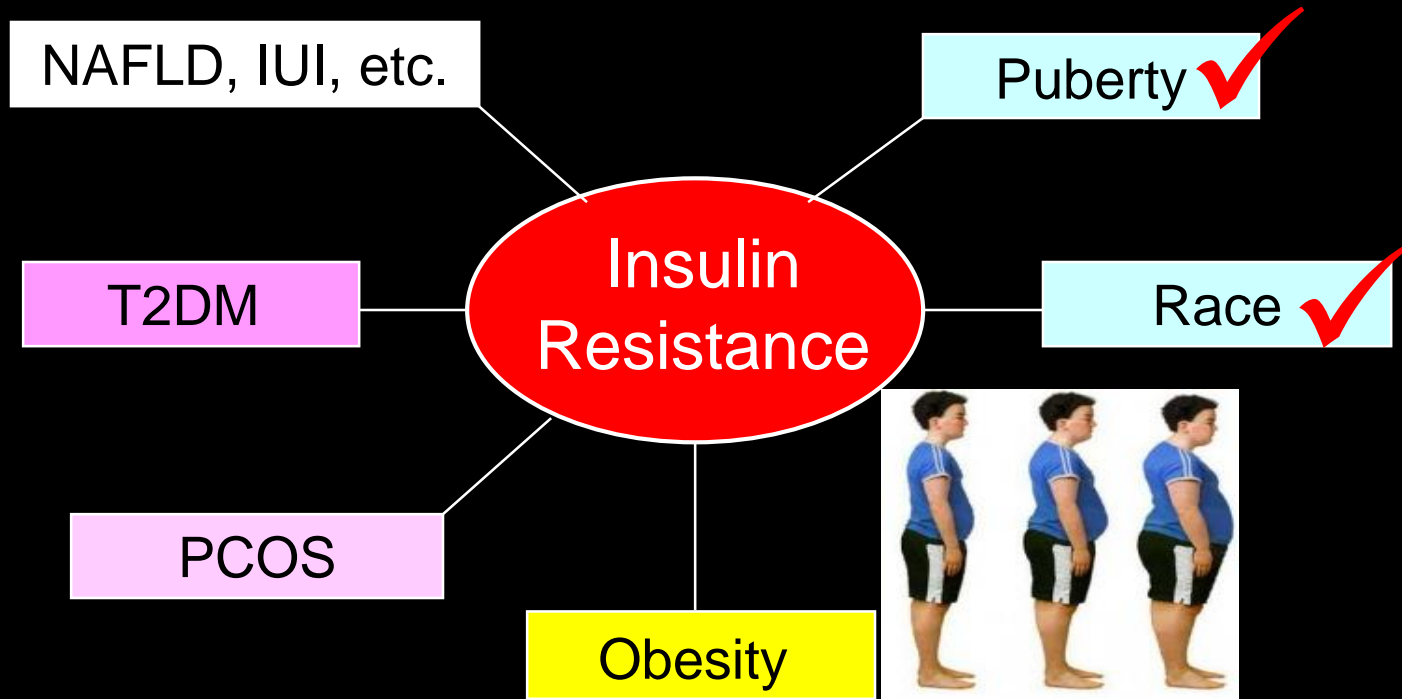 NAFLD, IUI, etc.
Puberty
Insulin
Resistance
T2DM
Race
PCOS
Obesity